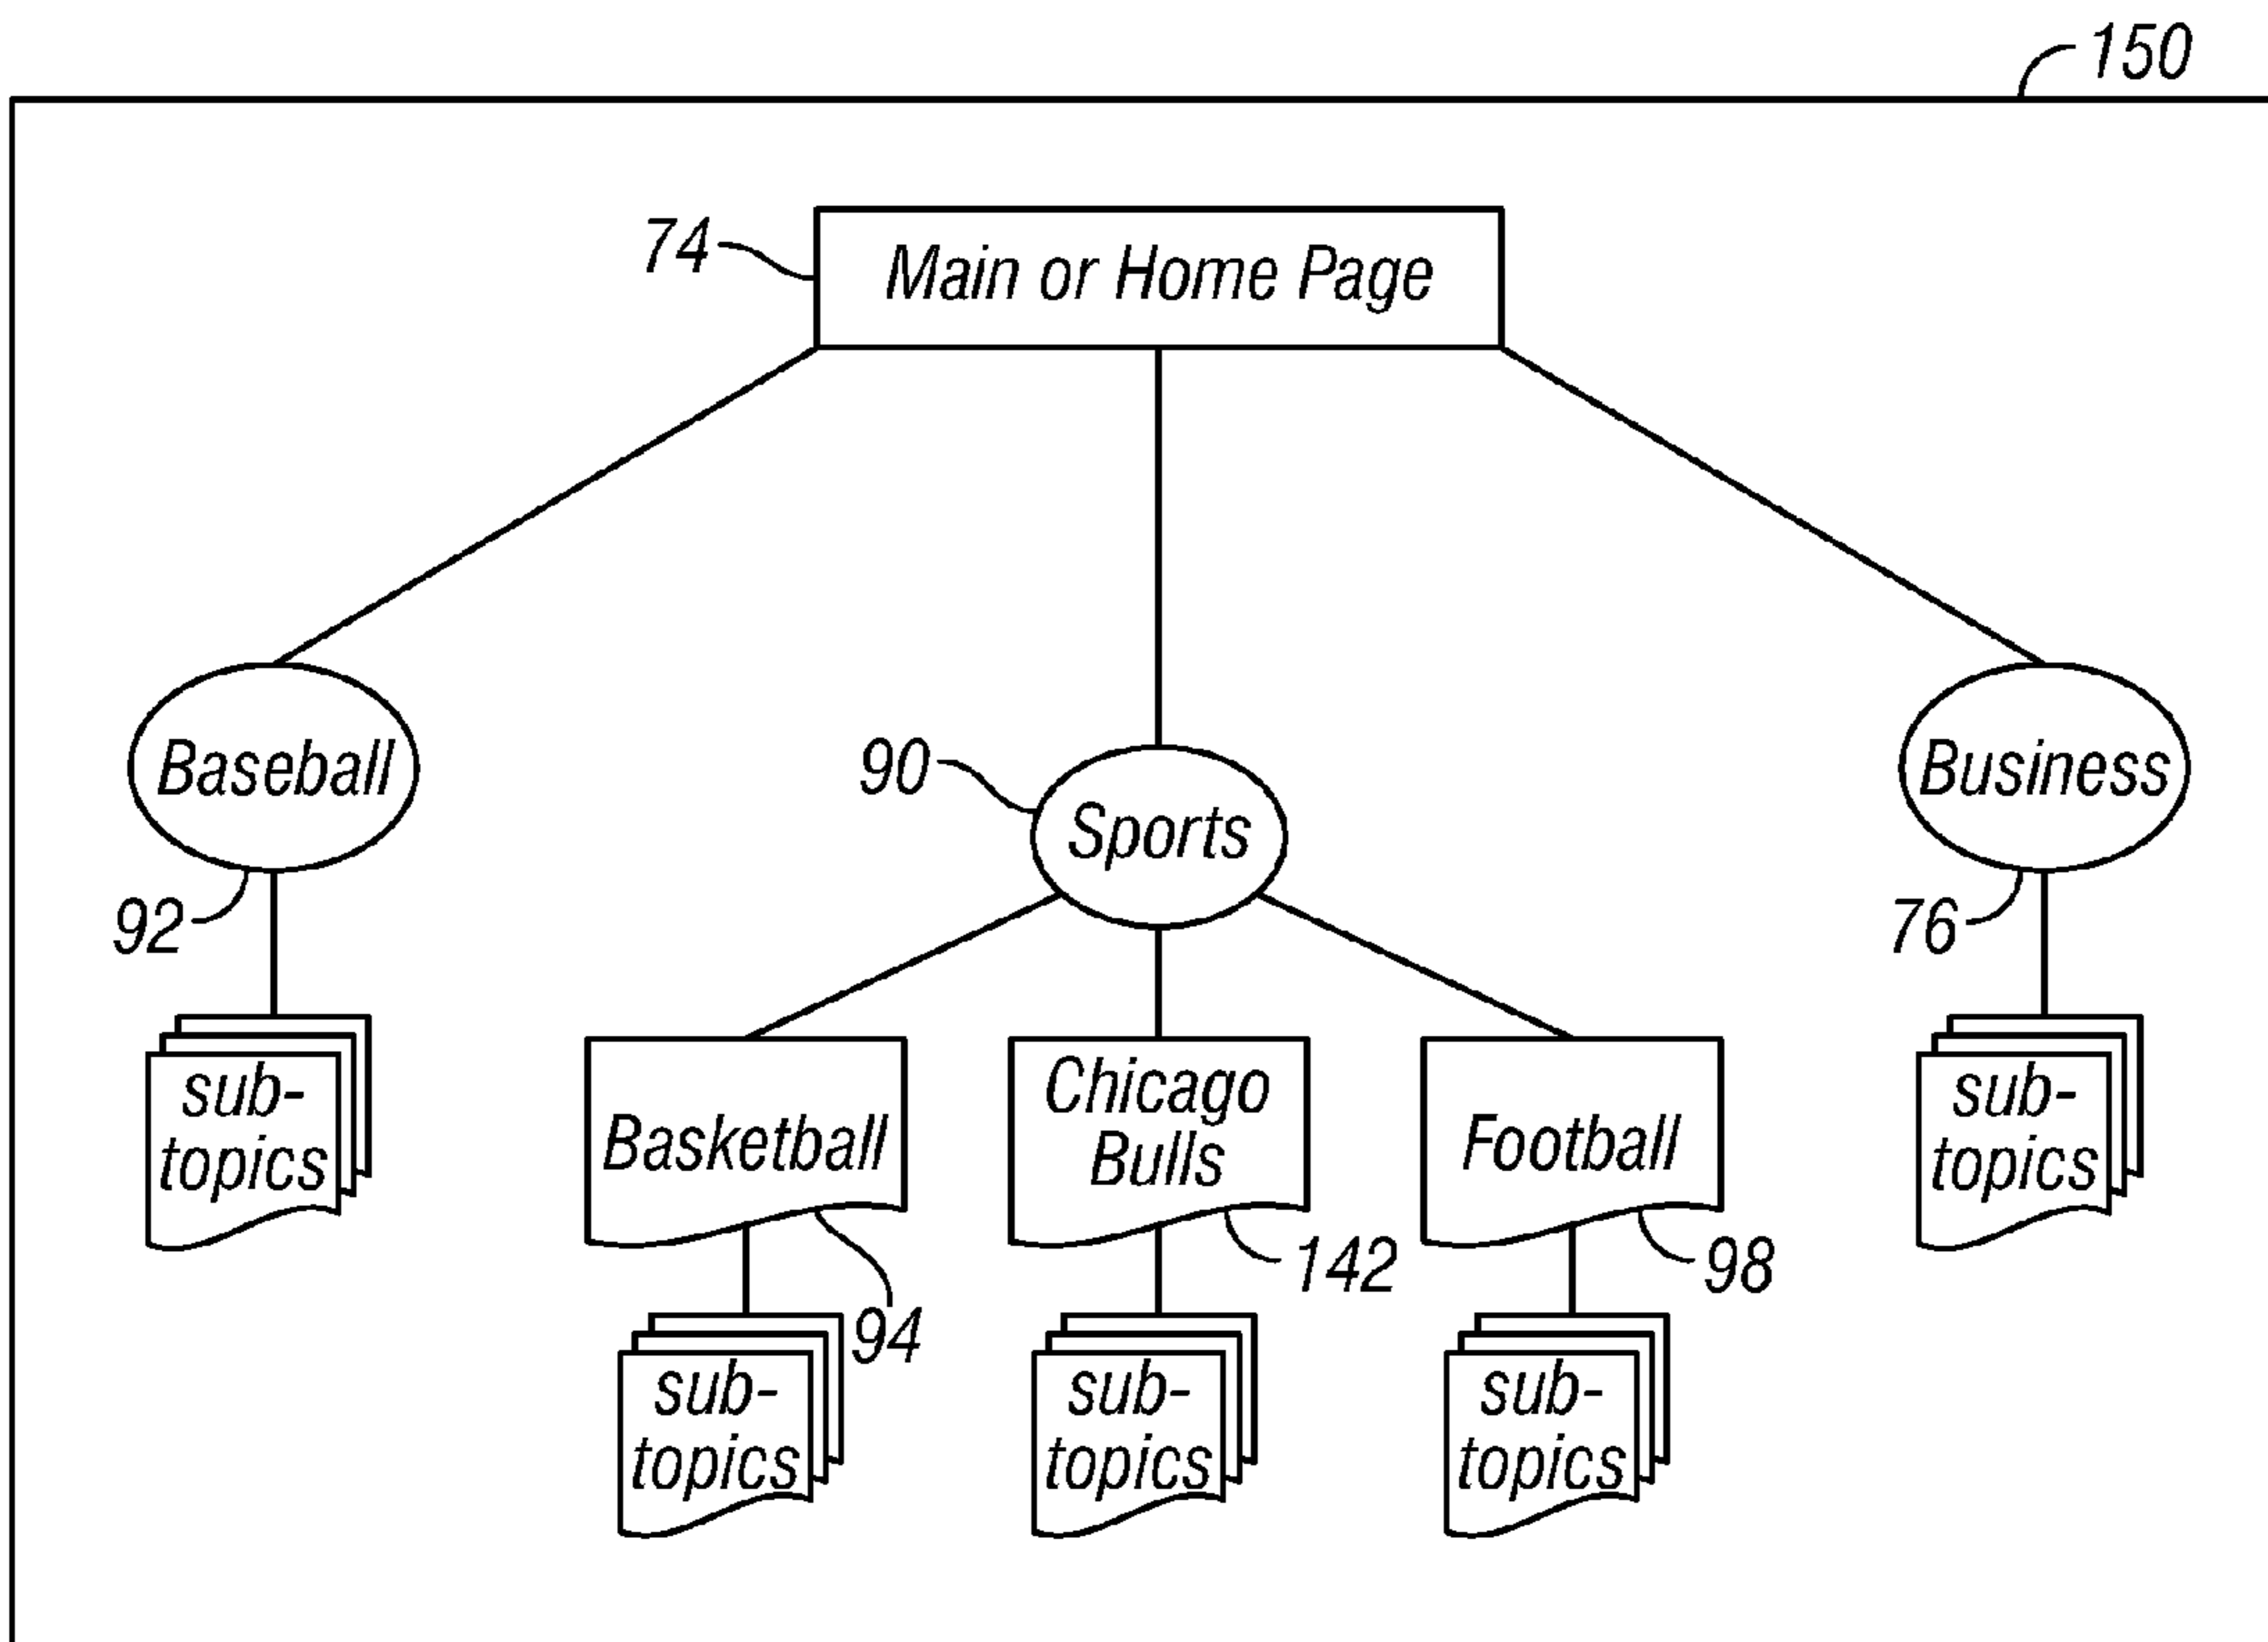 150
74
Main or Home Page
Baseball
90
Sports
Business
92
76
sub-
topics
Basketball
Chicago
Bulls
Football
sub-
topics
94
142
98
sub-
topics
sub-
topics
sub-
topics